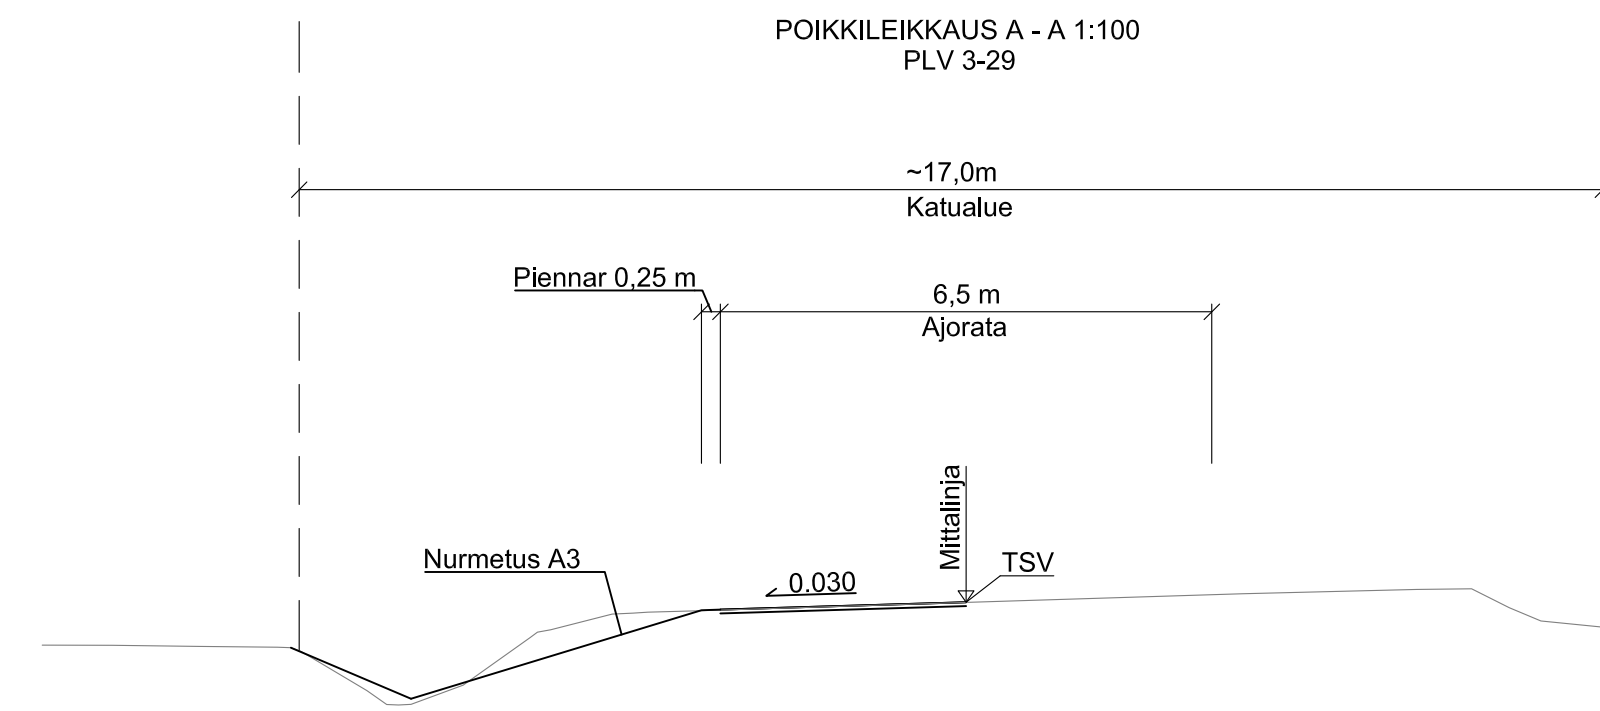 POIKKILEIKKAUS A - A 1:100
PLV 3-29
~17,0m
Katualue
Piennar 0,25 m
6,5 m
Ajorata
Mittalinja
Nurmetus A3
0.030
TSV